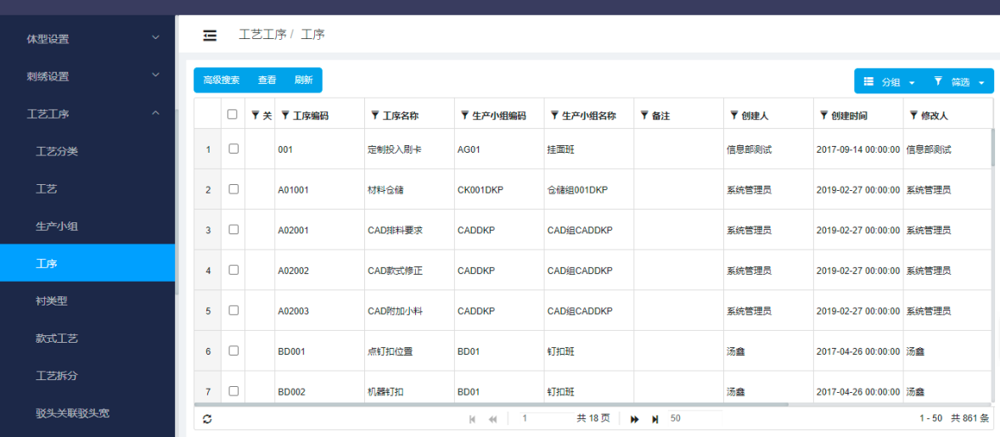 体型设置
刺绣设置
工艺工序
工艺分类
工艺
生产小组
工序
衬类型
款式工艺
工艺拆分
驳头关联驳头宽
工艺工序 / 工序
高级搜索 查看 刷新
分组 筛选
关 工序编码 工序名称 生产小组编码 生产小组名称 备注 创建人 创建时间 修改人
1 001 定制投入刷卡 AG01 挂面班 信息部测试 2017-09-14 00:00:00 信息部测试
2 A01001 材料仓储 CK001DKP 仓储组001DKP 系统管理员 2019-02-27 00:00:00 系统管理员
3 A02001 CAD排料要求 CADDKP CAD组CADDKP 系统管理员 2019-02-27 00:00:00 系统管理员
4 A02002 CAD款式修正 CADDKP CAD组CADDKP 系统管理员 2019-02-27 00:00:00 系统管理员
5 A02003 CAD附加小料 CADDKP CAD组CADDKP 系统管理员 2019-02-27 00:00:00 系统管理员
6 BD001 点钉扣位置 BD01 钉扣班 汤鑫 2017-04-26 00:00:00 汤鑫
7 BD002 机器钉扣 BD01 钉扣班 汤鑫 2017-04-26 00:00:00 汤鑫
1 共 18 页 50 1 - 50 共 861 条